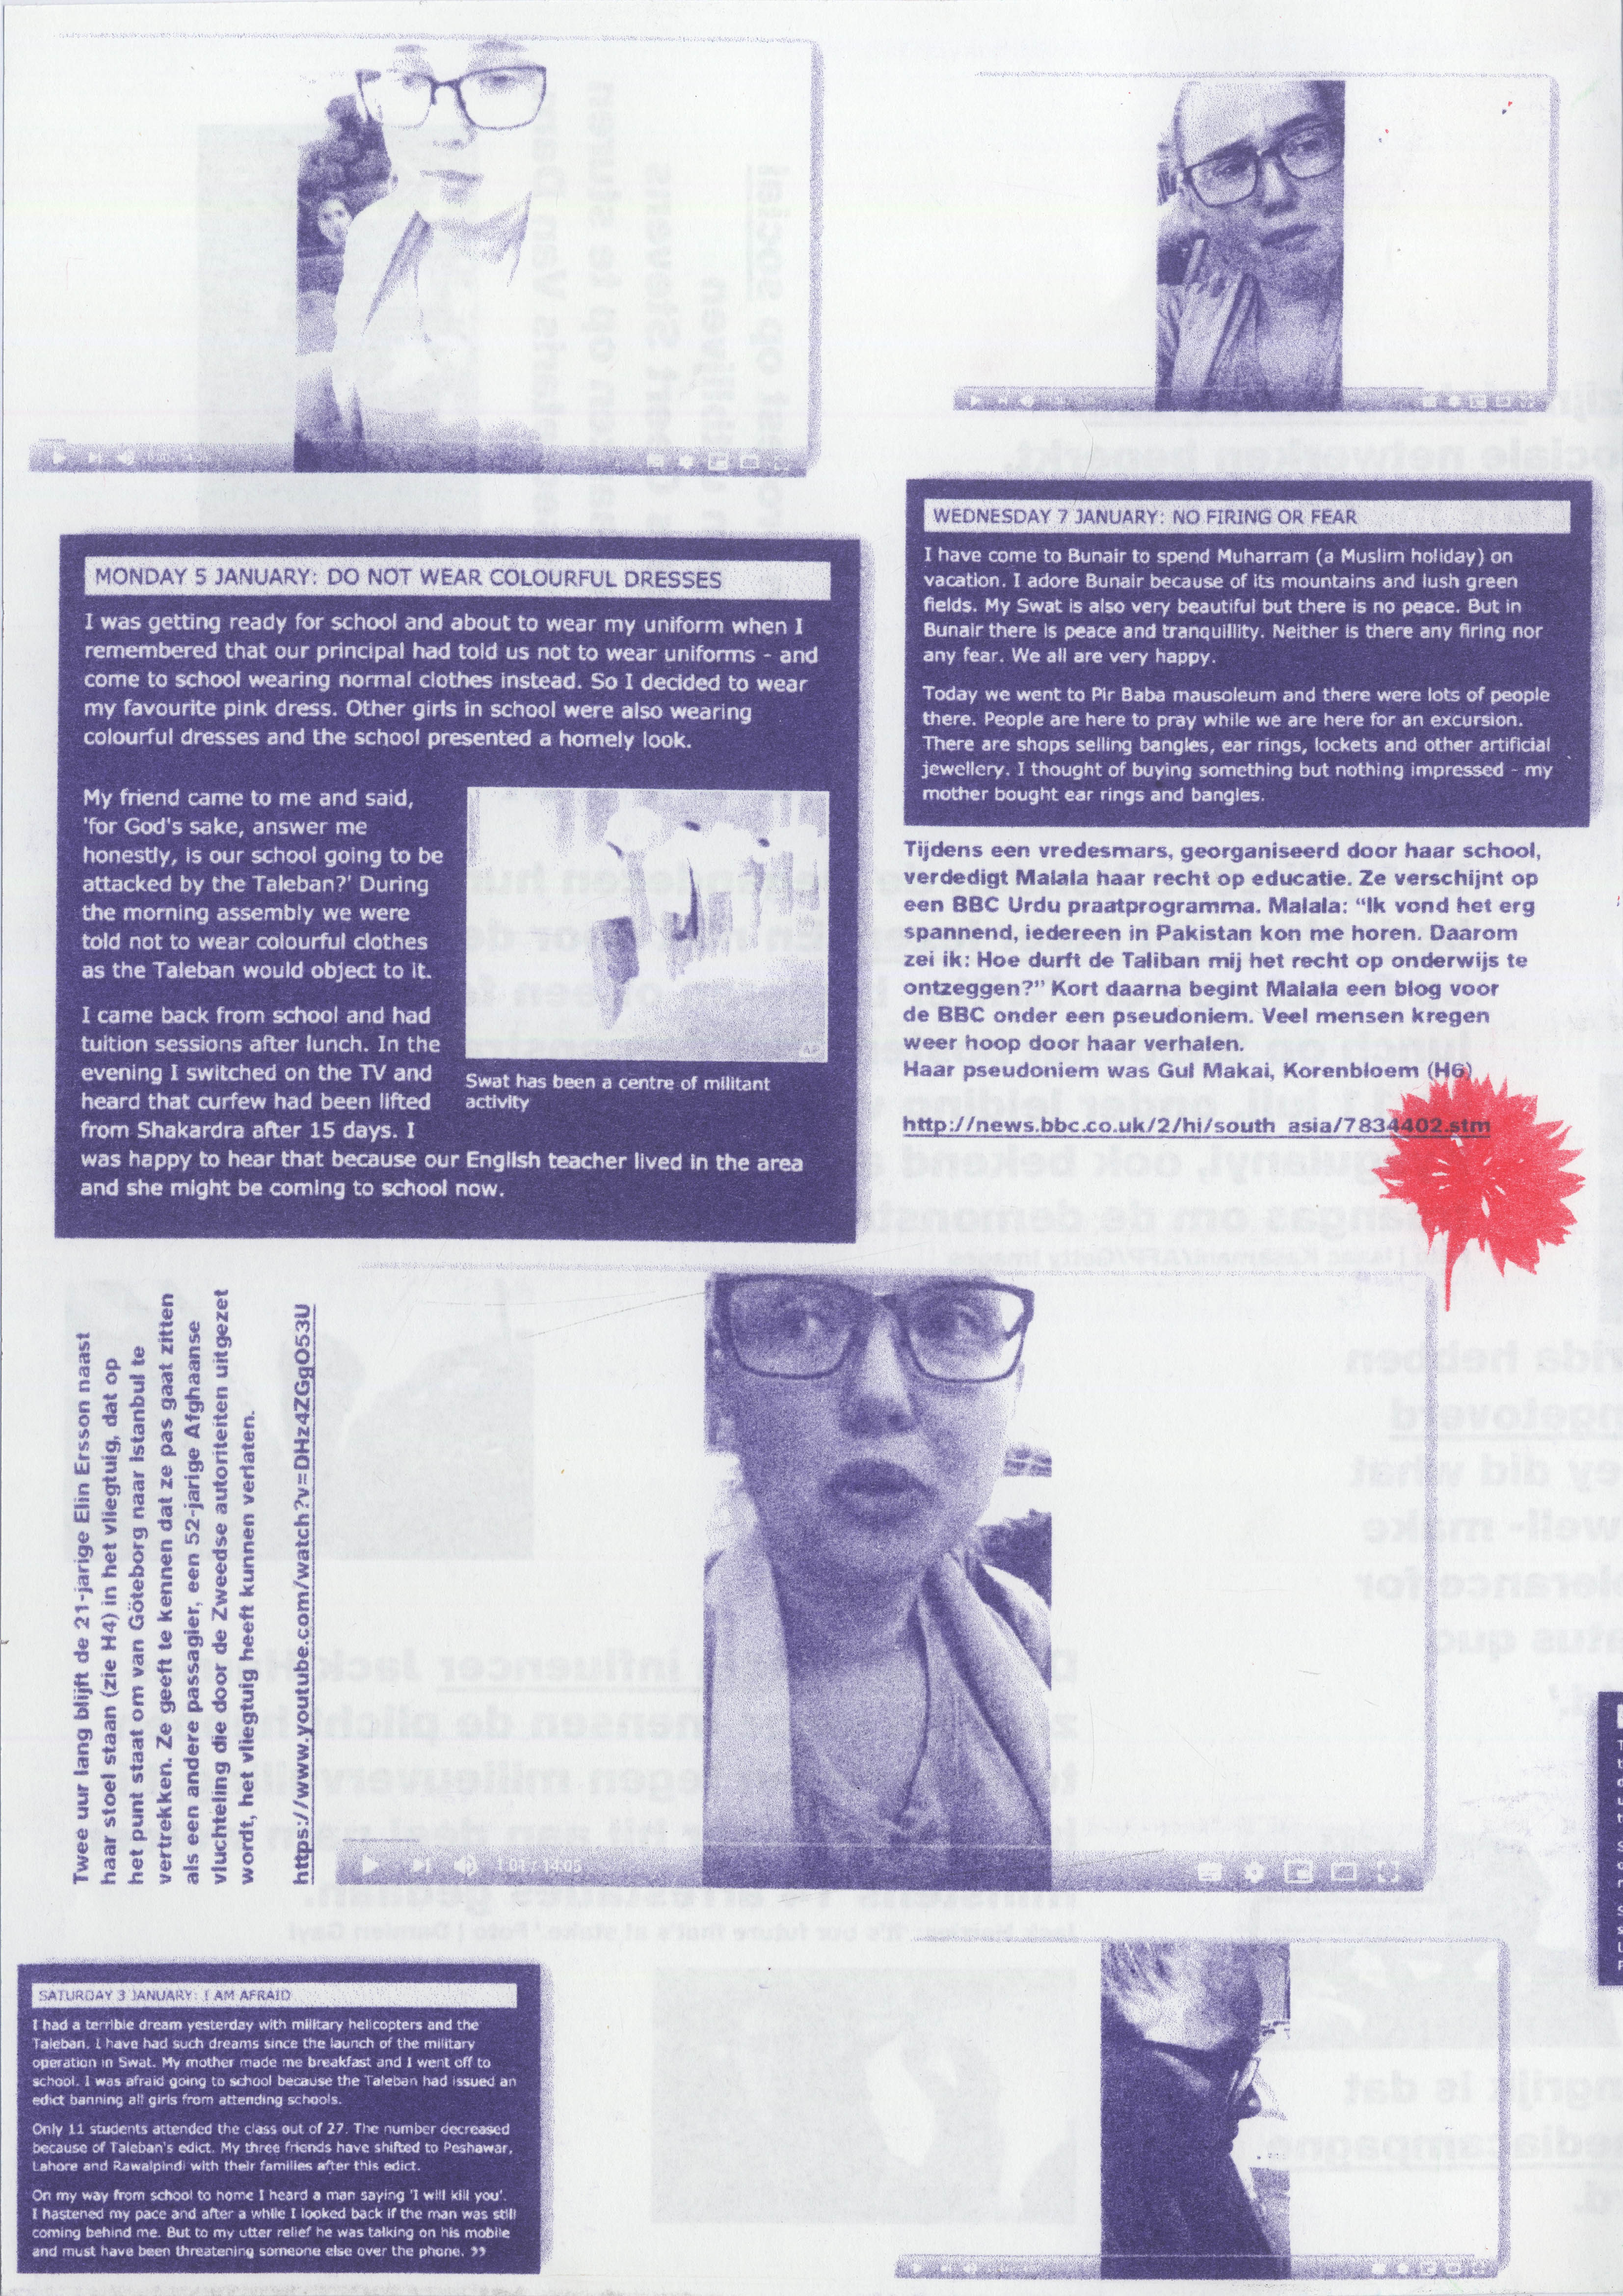 MONDAY 5 JANUARY: DO NOT WEAR COLOURFUL DRESSES
I was getting ready for school and about to wear my uniform when I
remembered that our principal had told us not to wear uniforms - and
come to school wearing normal clothes instead. So I decided to wear
my favourite pink dress. Other girls in school were also wearing
colourful dresses and the school presented a homely look.
My friend came to me and said,
'for God's sake, answer me
honestly, is our school going to be
attacked by the Taleban?' During
the morning assembly we were
told not to wear colourful clothes
as the Taleban would object to it.
I came back from school and had
tuition sessions after lunch. In the
evening I switched on the TV and
heard that curfew had been lifted
from Shakardra after 15 days. I
was happy to hear that because our English teacher lived in the area
and she might be coming to school now.
AP
Swat has been a centre of militant
activity
WEDNESDAY 7 JANUARY: NO FIRING OR FEAR
I have come to Bunair to spend Muharram (a Muslim holiday) on
vacation. I adore Bunair because of its mountains and lush green
fields. My Swat is also very beautiful but there is no peace. But in
Bunair there is peace and tranquillity. Neither is there any firing nor
any fear. We all are very happy.
Today we went to Pir Baba mausoleum and there were lots of people
there. People are here to pray while we are here for an excursion.
There are shops selling bangles, ear rings, lockets and other artificial
jewellery. I thought of buying something but nothing impressed - my
mother bought ear rings and bangles.
Tijdens een vredesmars, georganiseerd door haar school,
verdedigt Malala haar recht op educatie. Ze verschijnt op
een BBC Urdu praatprogramma. Malala: “Ik vond het erg
spannend, iedereen in Pakistan kon me horen. Daarom
zei ik: Hoe durft de Taliban mij het recht op onderwijs te
ontzeggen?” Kort daarna begint Malala een blog voor
de BBC onder een pseudoniem. Veel mensen kregen
weer hoop door haar verhalen.
Haar pseudoniem was Gul Makai, Korenbloem (H6)
http://news.bbc.co.uk/2/hi/south_asia/7834402.stm
Twee uur lang blijft de 21-jarige Elin Ersson naast
haar stoel staan (zie H4) in het vliegtuig, dat op
het punt staat om van Göteborg naar Istanbul te
vertrekken. Ze geeft te kennen dat ze pas gaat zitten
als een andere passagier, een 52-jarige Afghaanse
vluchteling die door de Zweedse autoriteiten uitgezet
wordt, het vliegtuig heeft kunnen verlaten.
https://www.youtube.com/watch?v=DHz4ZGgO53U
1:01 / 14:05
SATURDAY 3 JANUARY: I AM AFRAID
I had a terrible dream yesterday with military helicopters and the
Taleban. I have had such dreams since the launch of the military
operation in Swat. My mother made me breakfast and I went off to
school. I was afraid going to school because the Taleban had issued an
edict banning all girls from attending schools.
Only 11 students attended the class out of 27. The number decreased
because of Taleban's edict. My three friends have shifted to Peshawar,
Lahore and Rawalpindi with their families after this edict.
On my way from school to home I heard a man saying 'I will kill you'.
I hastened my pace and after a while I looked back if the man was still
coming behind me. But to my utter relief he was talking on his mobile
and must have been threatening someone else over the phone. ”